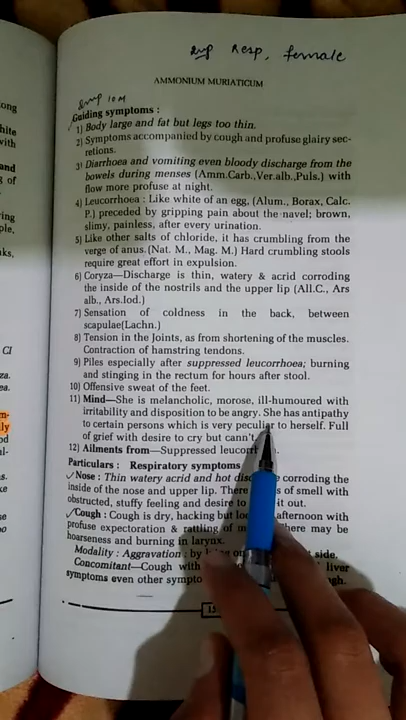 Imp Resp, female
AMMONIUM MURIATICUM
Imp 10M
Guiding symptoms :
1) Body large and fat but legs too thin.
2) Symptoms accompanied by cough and profuse glairy sec-
retions.
3) Diarrhoea and vomiting even bloody discharge from the
bowels during menses (Amm.Carb.,Ver.alb.,Puls.) with
flow more profuse at night.
4) Leucorrhoea : Like white of an egg, (Alum., Borax, Calc.
P.) preceded by gripping pain about the navel; brown,
slimy, painless, after every urination.
5) Like other salts of chloride, it has crumbling from the
verge of anus.(Nat. M., Mag. M.) Hard crumbling stools
require great effort in expulsion.
6) Coryza—Discharge is thin, watery & acid corroding
the inside of the nostrils and the upper lip (All.C., Ars
alb., Ars.Iod.)
7) Sensation of coldness in the back, between
scapulae(Lachn.)
8) Tension in the Joints, as from shortening of the muscles.
Contraction of hamstring tendons.
9) Piles especially after suppressed leucorrhoea; burning
and stinging in the rectum for hours after stool.
10) Offensive sweat of the feet.
11) Mind—She is melancholic, morose, ill-humoured with
irritability and disposition to be angry. She has antipathy
to certain persons which is very peculiar to herself. Full
of grief with desire to cry but can't.
12) Ailments from—Suppressed
Particulars : Respiratory symptoms
Nose : Thin watery acid and hot corroding the
inside of nose and upper lip. There of smell with
obstructed, stuffy feeling and desire to it out.
Cough : Cough is dry, hacking but afternoon with
profuse expectoration & rattling of There may be
hoarseness and burning in larynx.
Modality : Aggravation : by side.
Concomitant—Cough with liver
symptoms even other